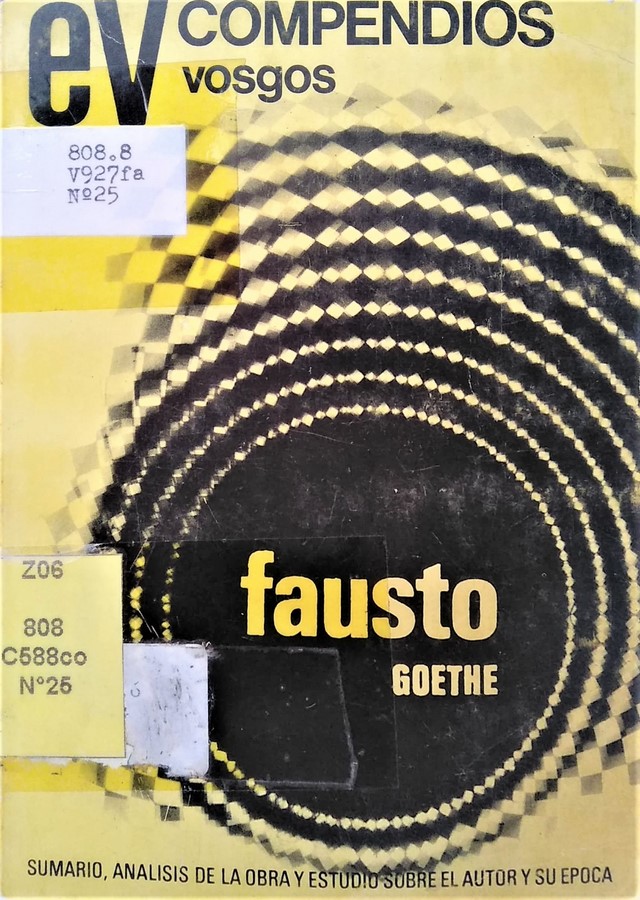 ev COMPENDIOS
vosgos
808.8
V927fa
Nº25
fausto
GOETHE
Z06
808
C588co
N°25
SUMARIO, ANALISIS DE LA OBRA Y ESTUDIO SOBRE EL AUTOR Y SU EPOCA